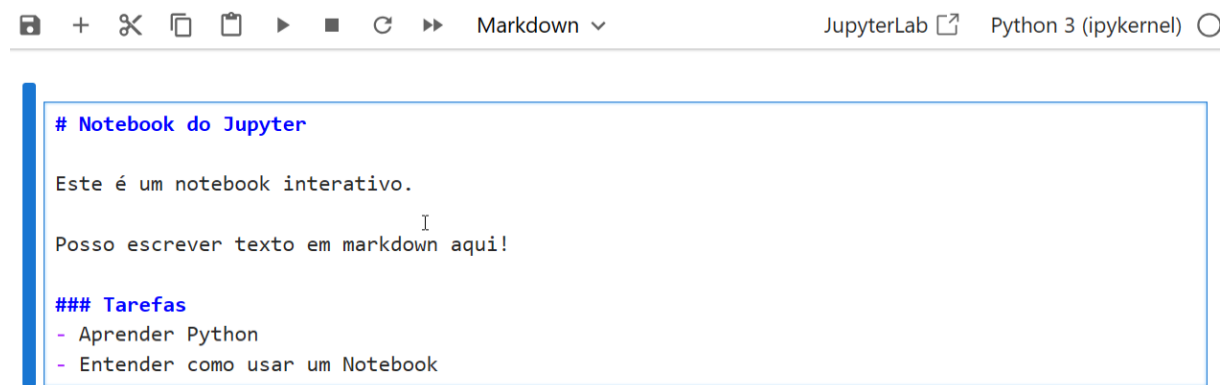 Markdown JupyterLab Python 3 (ipykernel)
# Notebook do Jupyter
Este é um notebook interativo.
Posso escrever texto em markdown aqui!
### Tarefas
- Aprender Python
- Entender como usar um Notebook